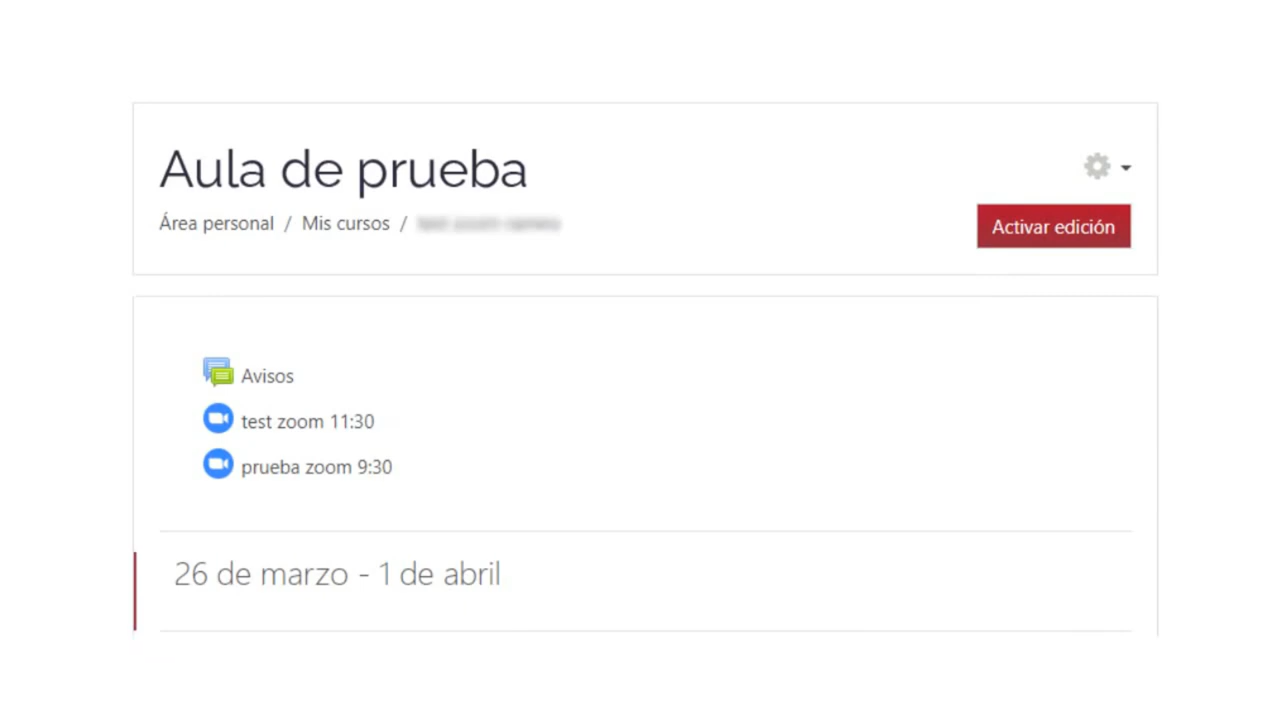 Aula de prueba
Área personal / Mis cursos /
Activar edición
Avisos
test zoom 11:30
prueba zoom 9:30
26 de marzo - 1 de abril